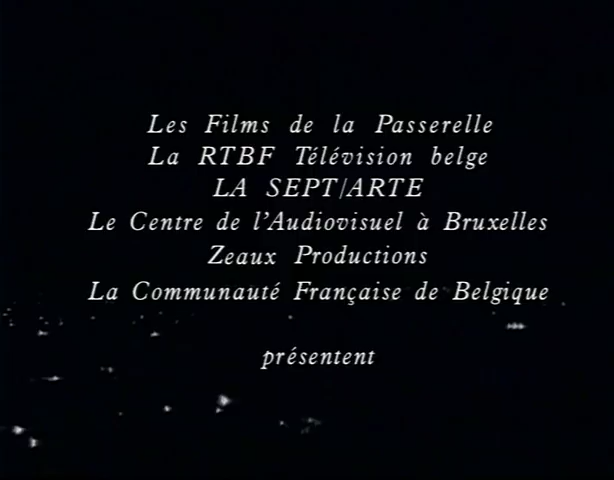 Les Films de la Passerelle
La RTBF Télévision belge
LA SEPT/ARTE
Le Centre de l'Audiovisuel à Bruxelles
Zeaux Productions
La Communauté Française de Belgique
présentent